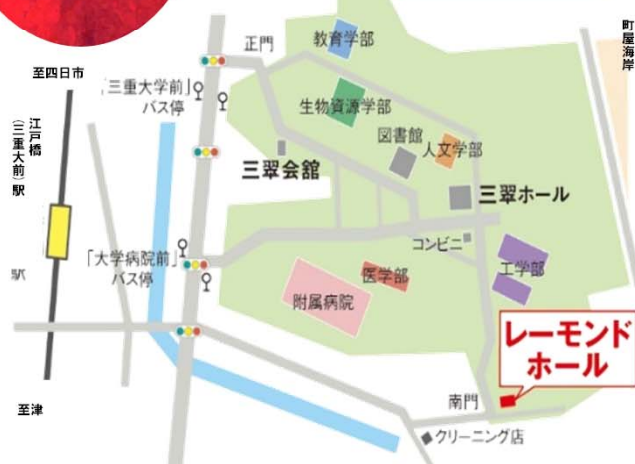 至四日市
江戸橋
(三重大前)駅
駅
至津
正門
「三重大学前」
バス停
教育学部
生物資源学部
図書館
人文学部
三翠会舘
三翠ホール
コンビニ
「大学病院前」
バス停
医学部
附属病院
工学部
レーモンド
ホール
南門
クリーニング店
町屋海岸